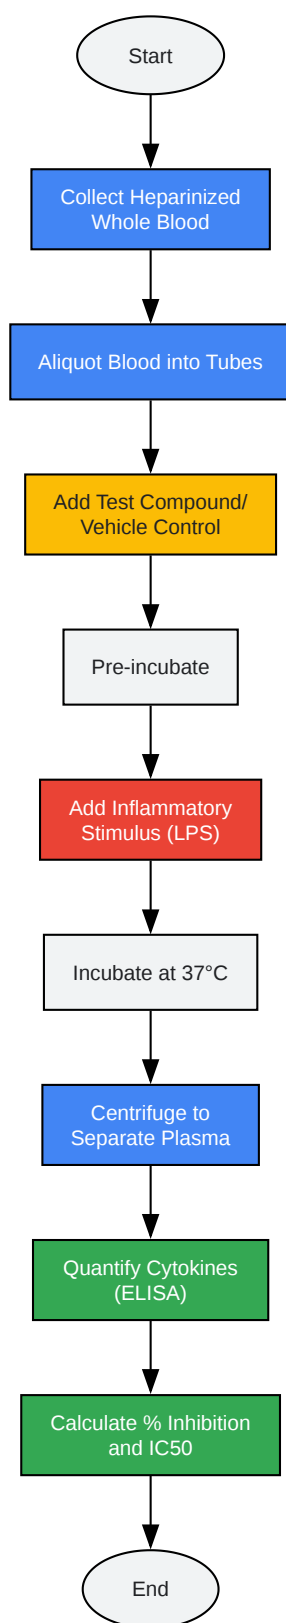 Start
Collect Heparinized
Whole Blood
Aliquot Blood into Tubes
Add Test Compound/
Vehicle Control
Pre-incubate
Add Inflammatory
Stimulus (LPS)
Incubate at 37°C
Centrifuge to
Separate Plasma
Quantify Cytokines
(ELISA)
Calculate % Inhibition
and IC50
End